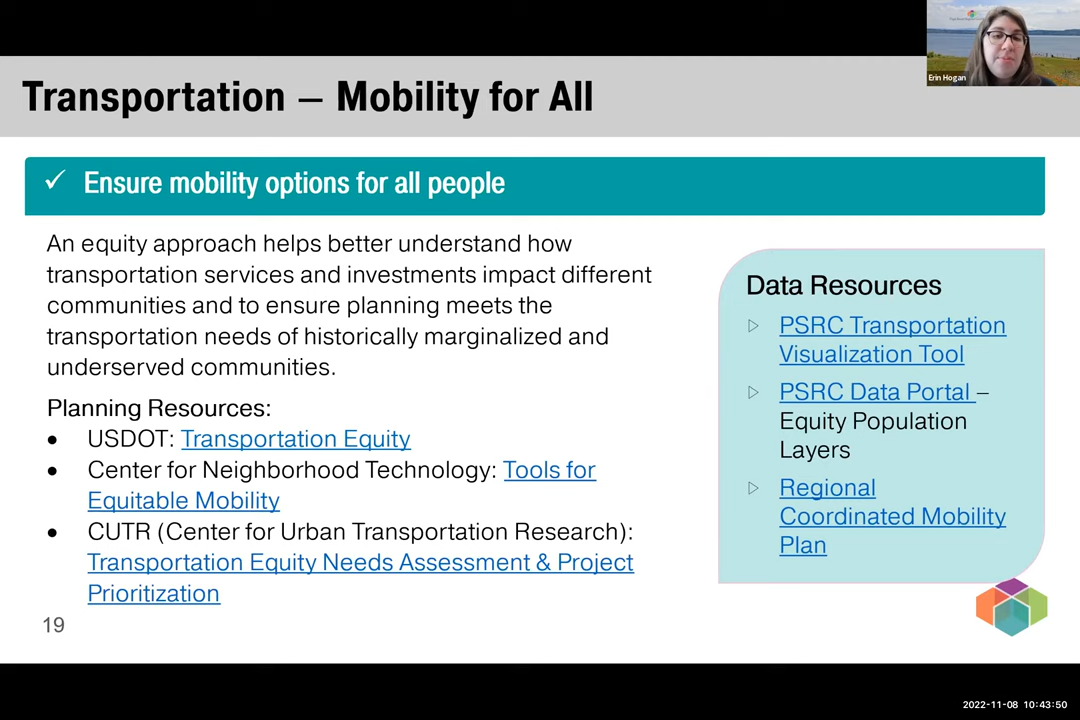 Erin Hogan
Transportation – Mobility for All
✓ Ensure mobility options for all people
An equity approach helps better understand how
transportation services and investments impact different
communities and to ensure planning meets the
transportation needs of historically marginalized and
underserved communities.
Planning Resources:
• USDOT: Transportation Equity
• Center for Neighborhood Technology: Tools for
Equitable Mobility
• CUTR (Center for Urban Transportation Research):
Transportation Equity Needs Assessment & Project
Prioritization
Data Resources
▷ PSRC Transportation
Visualization Tool
▷ PSRC Data Portal –
Equity Population
Layers
▷ Regional
Coordinated Mobility
Plan
19
2022-11-08 10:43:50